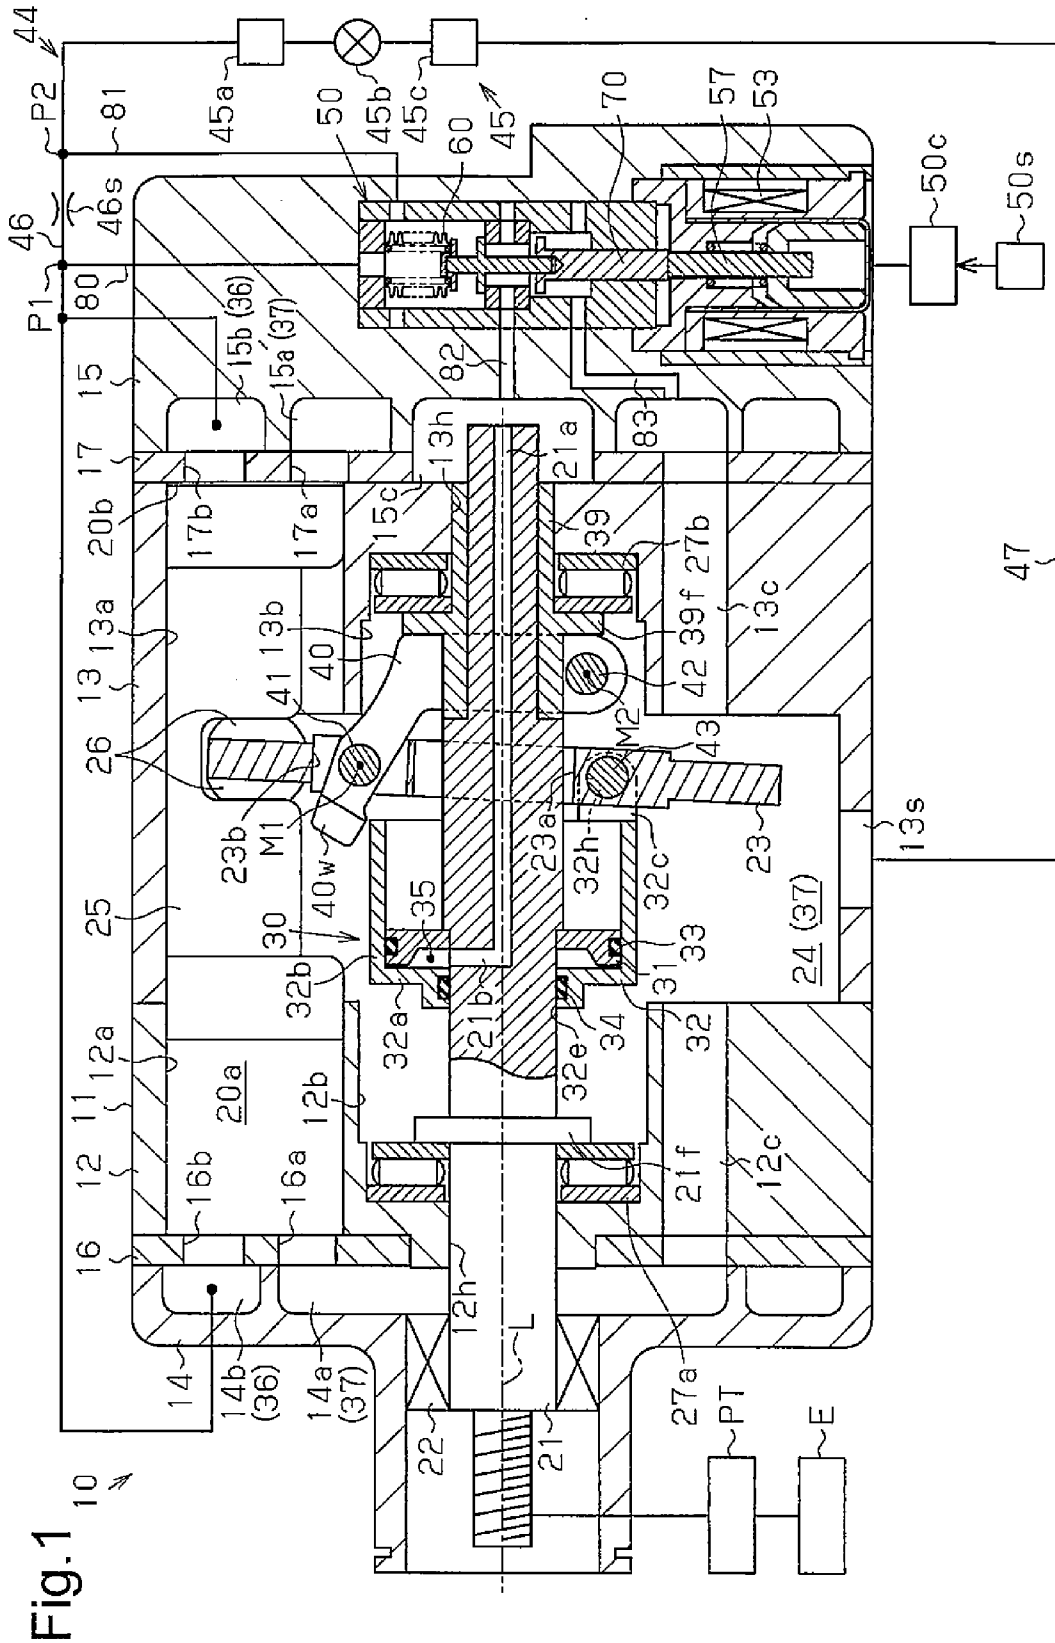 Fig.1
10
44
P2
P1
46
46s
80
81
45a
45b
45c
45
50
60
70
57
53
50c
50s
15b (36)
15a (37)
15
17
20b
17b
17a
15c
13h
82
83
21a
39
27b
39f
13c
13a
13
13b
40
41
42
M2
43
26
23b
M1
40w
23a
32h
32c
23
13s
47
25
30
35
32b
32a
21b
32e
34
31
33
32
24 (37)
12a
11
20a
12b
12
16b
16a
16
21f
12c
14
14b
(36)
14a
(37)
12h
L
22
21
27a
PT
E